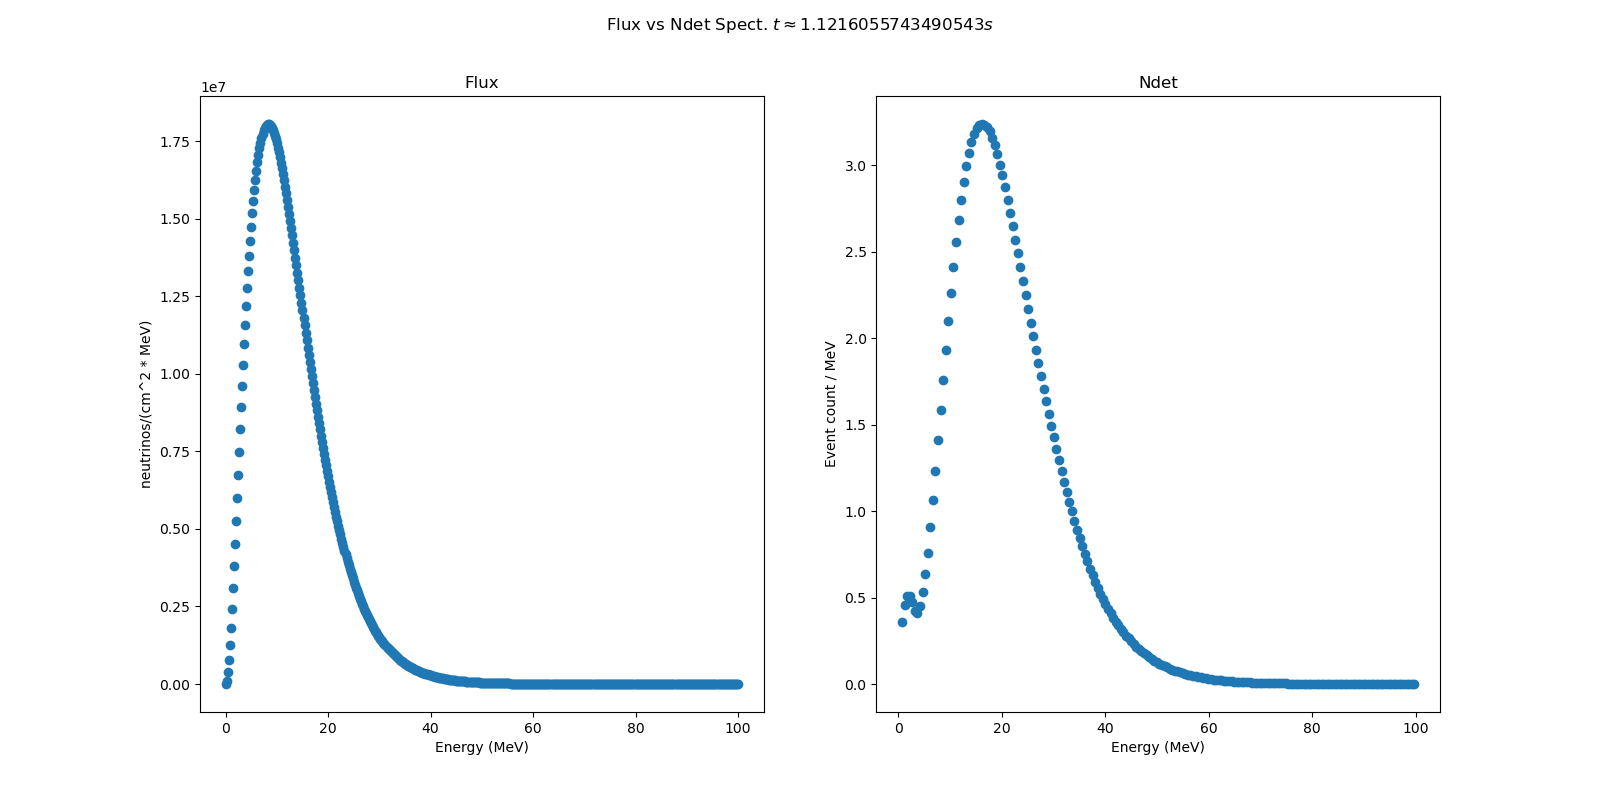 Flux vs Ndet Spect. t ≈ 1.1216055743490543s
Flux
1e7
neutrinos/(cm^2 * MeV)
1.75
1.50
1.25
1.00
0.75
0.50
0.25
0.00
0 20 40 60 80 100
Energy (MeV)
Ndet
Event count / MeV
3.0
2.5
2.0
1.5
1.0
0.5
0.0
0 20 40 60 80 100
Energy (MeV)